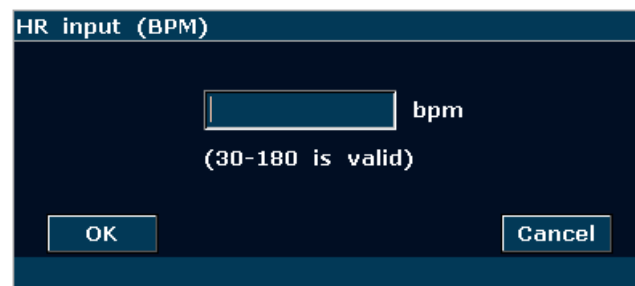 HR input (BPM)
bpm
(30-180 is valid)
OK Cancel